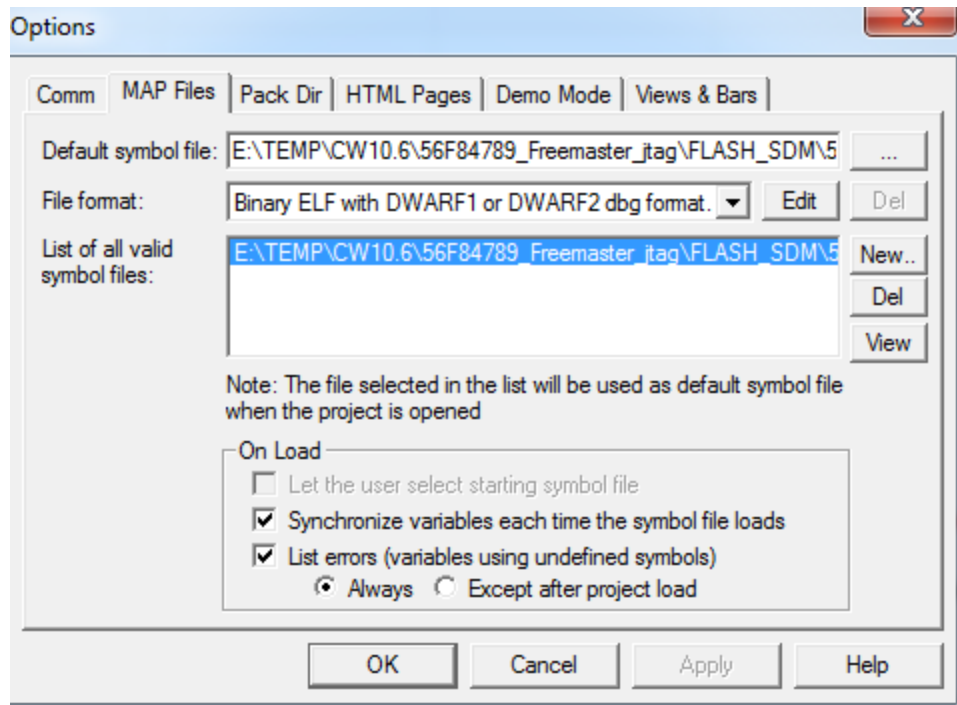 Options
Comm MAP Files Pack Dir HTML Pages Demo Mode Views & Bars
Default symbol file: E:\TEMP\CW10.6\56F84789_Freemaster_jtag\FLASH_SDM\5 ...
File format: Binary ELF with DWARF1 or DWARF2 dbg format. Edit Del
List of all valid
symbol files:
E:\TEMP\CW10.6\56F84789_Freemaster_jtag\FLASH_SDM\5 New..
Del
View
Note: The file selected in the list will be used as default symbol file
when the project is opened
On Load
Let the user select starting symbol file
Synchronize variables each time the symbol file loads
List errors (variables using undefined symbols)
Always Except after project load
OK Cancel Apply Help